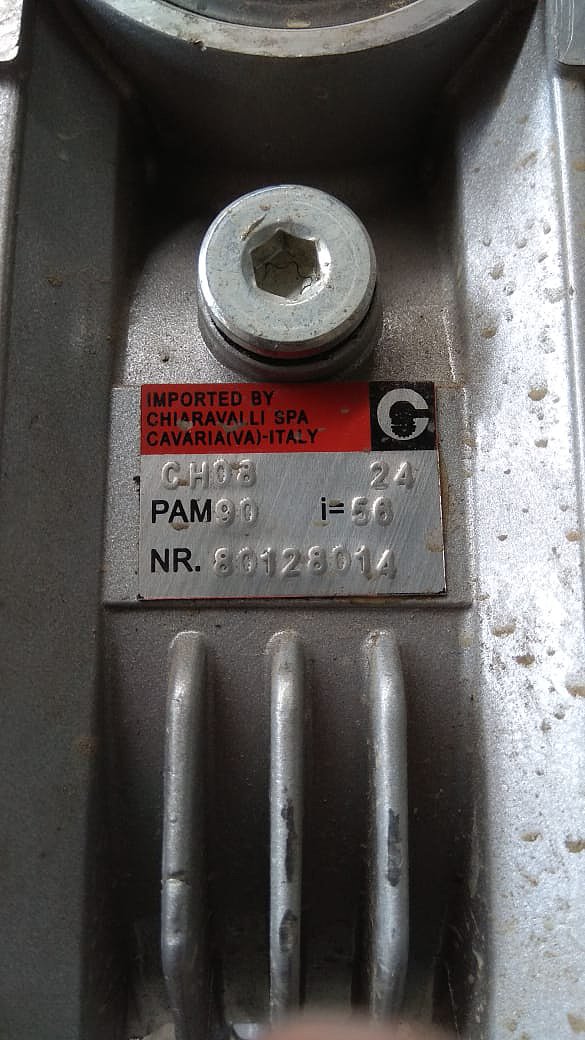 IMPORTED BY
CHIARAVALLI SPA
CAVARIA(VA)-ITALY
CH08 24
PAM90 i=56
NR. 80128014